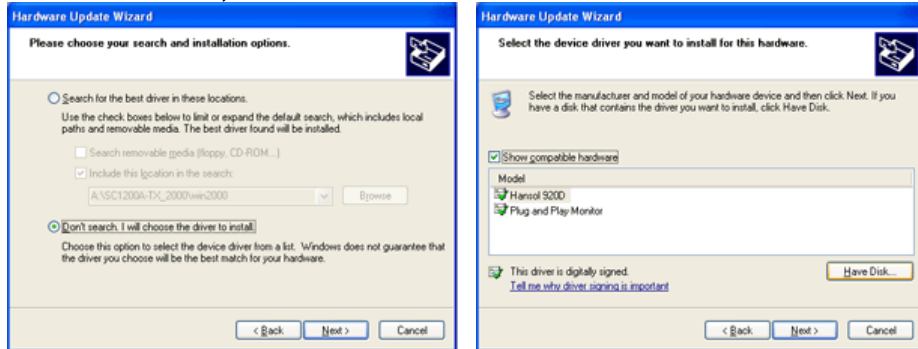 Hardware Update Wizard
Please choose your search and installation options.
Search for the best driver in these locations.
Use the check boxes below to limit or expand the default search, which includes local
paths and removable media. The best driver found will be installed.
Search removable media (floppy, CD-ROM...)
Include this location in the search:
A:\SC1200A-TX_2000\win2000
Browse
Don't search. I will choose the driver to install.
Choose this option to select the device driver from a list. Windows does not guarantee that
the driver you choose will be the best match for your hardware.
< Back
Next >
Cancel
Hardware Update Wizard
Select the device driver you want to install for this hardware.
Select the manufacturer and model of your hardware device and then click Next. If you
have a disk that contains the driver you want to install, click Have Disk.
Show compatible hardware
Model
Hansol 920D
Plug and Play Monitor
This driver is digitally signed.
Tell me why driver signing is important
Have Disk...
< Back
Next >
Cancel